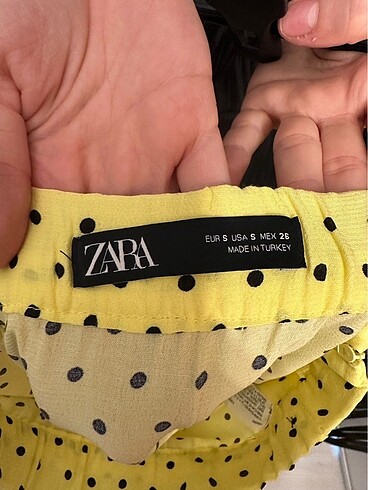 ZARA
EUR S USA S MEX 26
MADE IN TURKEY